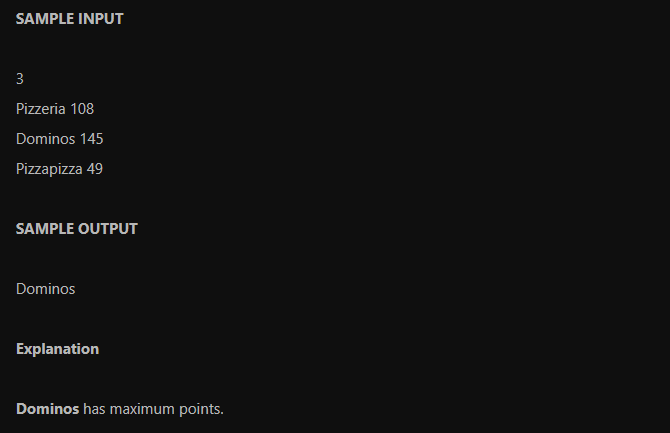 SAMPLE INPUT
3
Pizzeria 108
Dominos 145
Pizzapizza 49
SAMPLE OUTPUT
Dominos
Explanation
Dominos has maximum points.